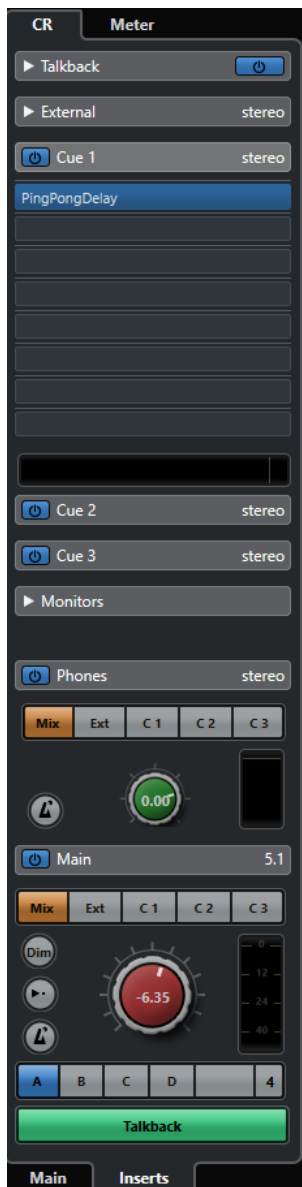 CR Meter
Talkback
External stereo
Cue 1 stereo
PingPongDelay
Cue 2 stereo
Cue 3 stereo
Monitors
Phones stereo
Mix Ext C 1 C 2 C 3
0.00
Main 5.1
Mix Ext C 1 C 2 C 3
Dim
0
12
-6.35
24
40
A B C D 4
Talkback
Main Inserts